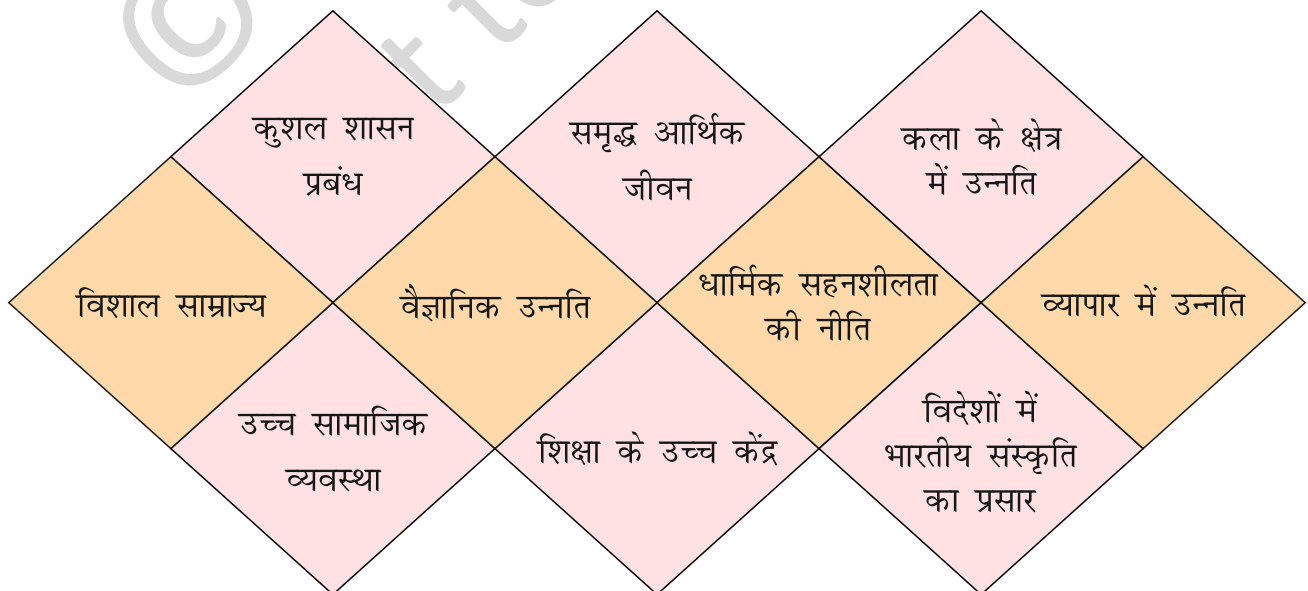 कुशल शासन
प्रबंध
समृद्ध आर्थिक
जीवन
कला के क्षेत्र
में उन्नति
विशाल साम्राज्य
वैज्ञानिक उन्नति
धार्मिक सहनशीलता
की नीति
व्यापार में उन्नति
उच्च सामाजिक
व्यवस्था
शिक्षा के उच्च केंद्र
विदेशों में
भारतीय संस्कृति
का प्रसार